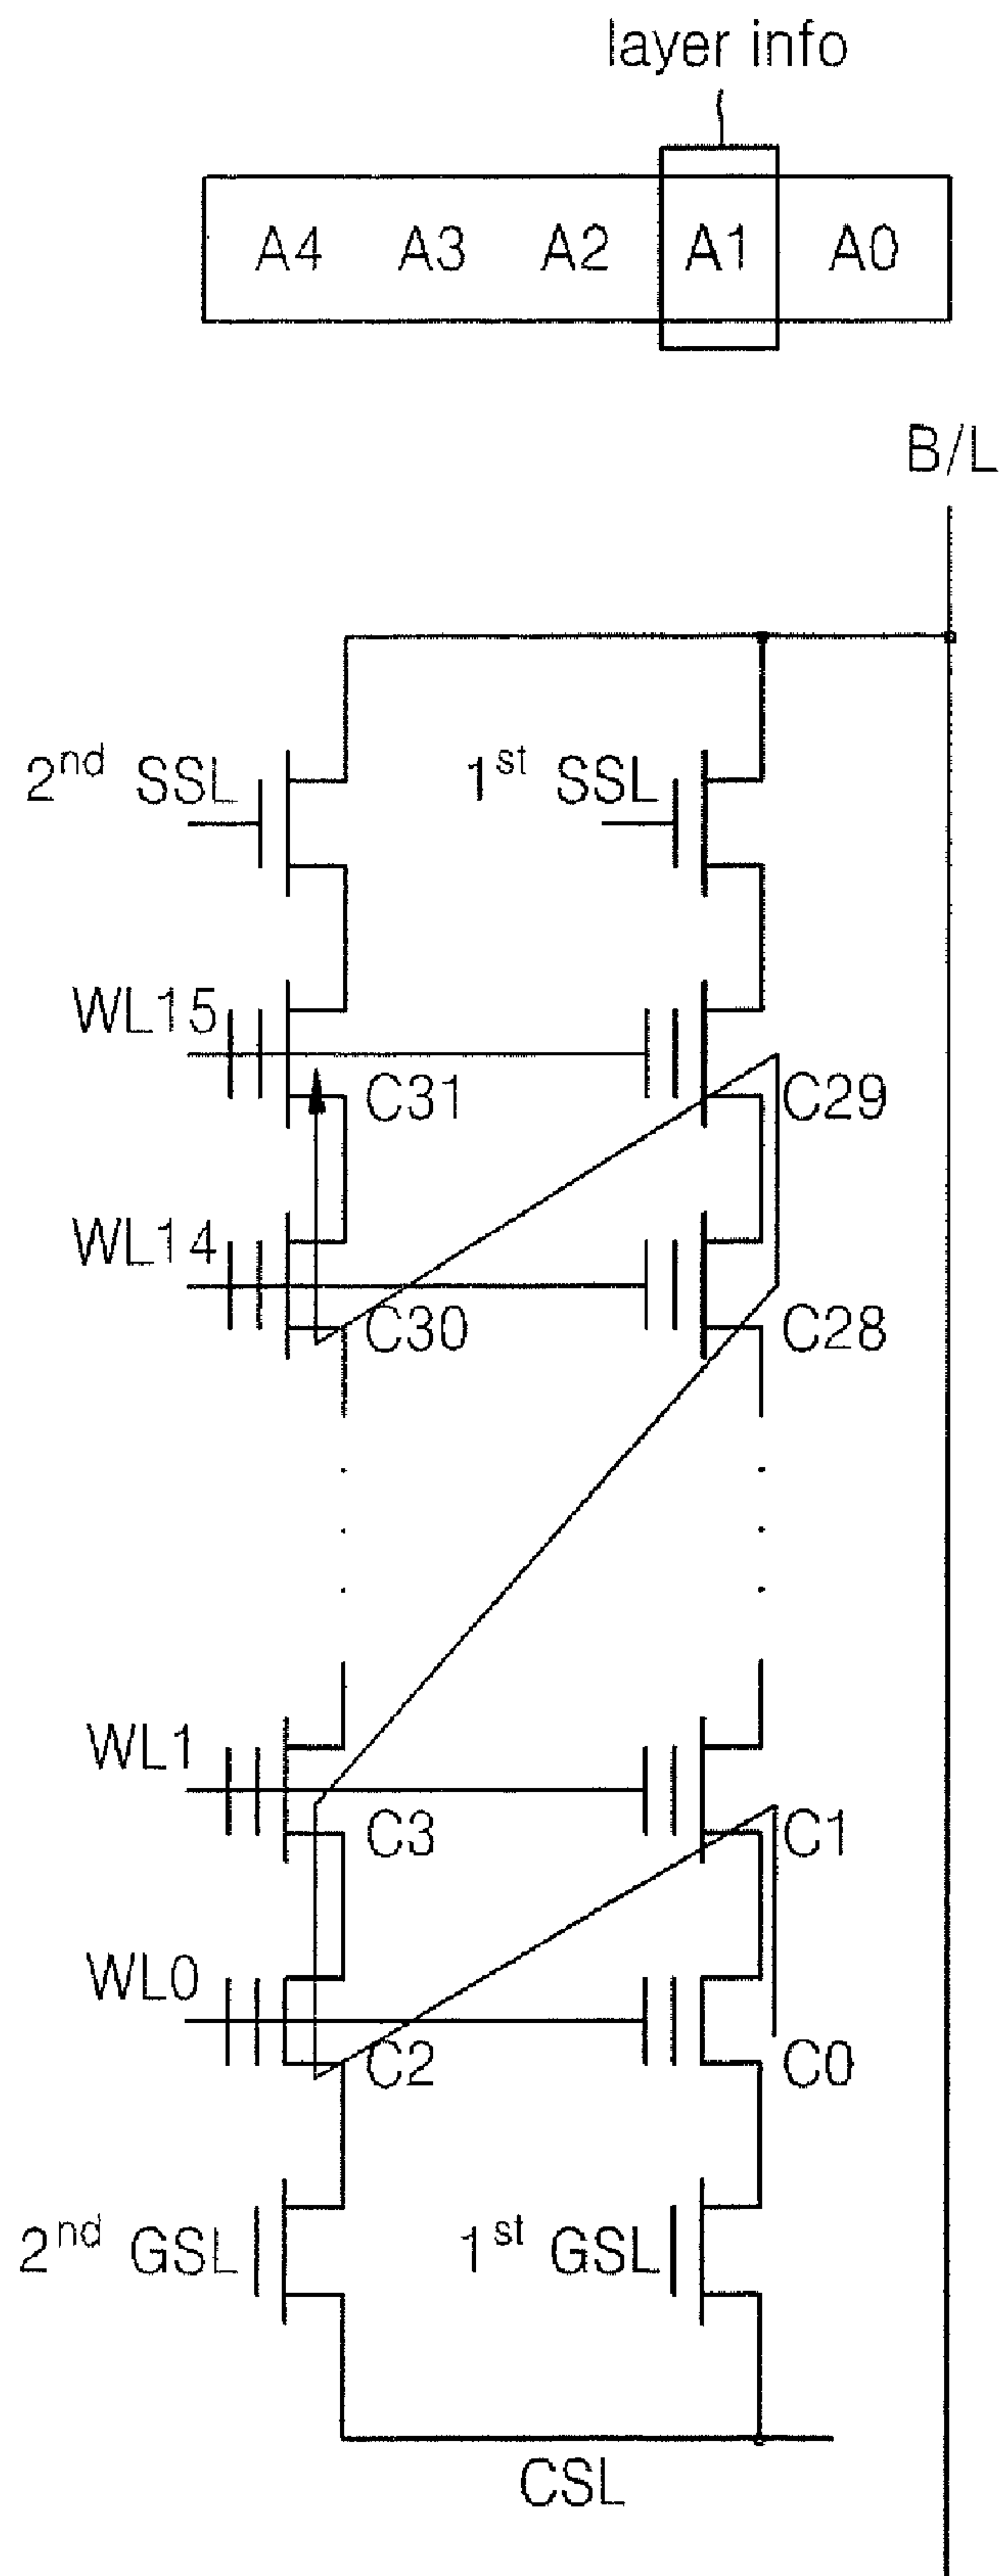 layer info
A4 A3 A2 A1 A0
B/L
2nd SSL 1st SSL
WL15
C31 C29
WL14
C30 C28
WL1
C3 C1
WL0
C2 C0
2nd GSL 1st GSL
CSL